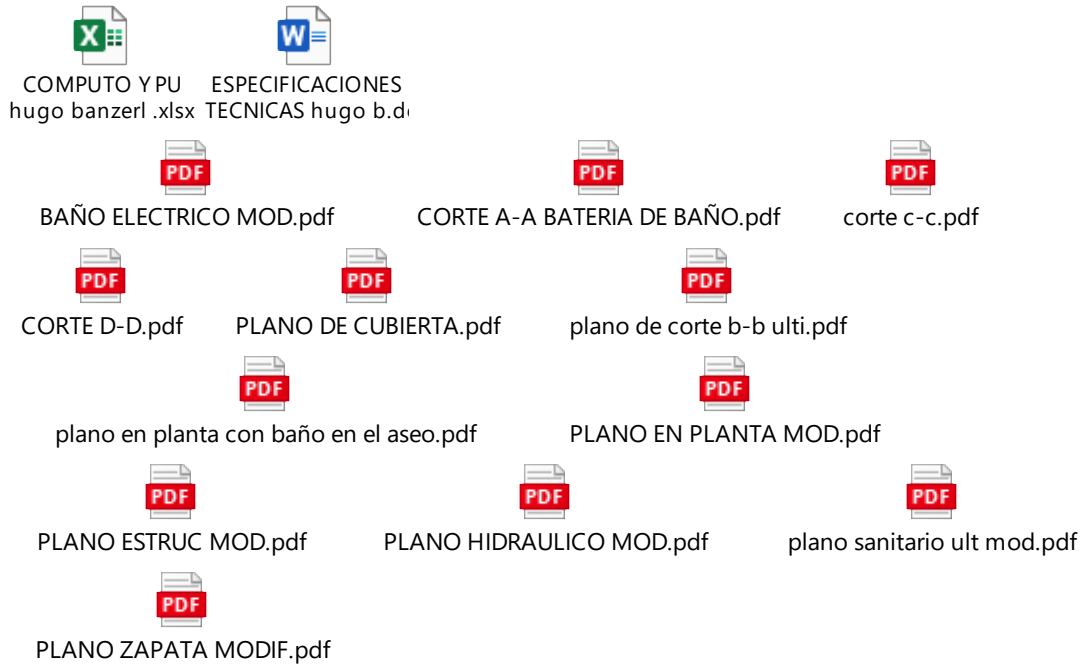 X
W
COMPUTO Y PU
hugo banzerl .xlsx
ESPECIFICACIONES
TECNICAS hugo b.do
PDF
BAÑO ELECTRICO MOD.pdf
PDF
CORTE A-A BATERIA DE BAÑO.pdf
PDF
corte c-c.pdf
PDF
CORTE D-D.pdf
PDF
PLANO DE CUBIERTA.pdf
PDF
plano de corte b-b ulti.pdf
PDF
plano en planta con baño en el aseo.pdf
PDF
PLANO EN PLANTA MOD.pdf
PDF
PLANO ESTRUC MOD.pdf
PDF
PLANO HIDRAULICO MOD.pdf
PDF
plano sanitario ult mod.pdf
PDF
PLANO ZAPATA MODIF.pdf